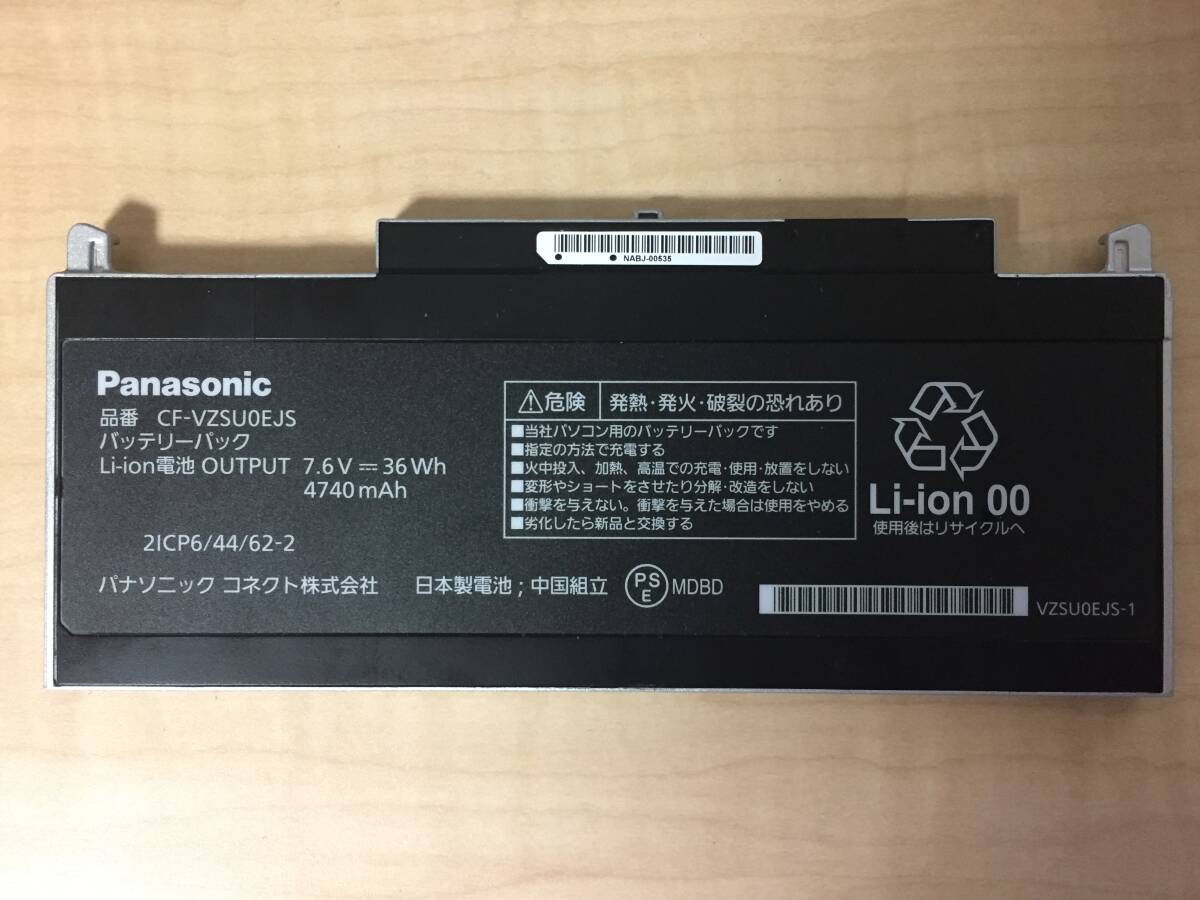 NABJ-00535
Panasonic
品番 CF-VZSU0EJS
バッテリーパック
Li-ion電池 OUTPUT 7.6V ⎓ 36Wh
4740mAh
2ICP6/44/62-2
パナソニック コネクト株式会社
日本製電池;中国組立
PSE MDBD
⚠危険 発熱・発火・破裂の恐れあり
■当社パソコン用のバッテリーパックです
■指定の方法で充電する
■火中投入、加熱、高温での充電・使用・放置をしない
■変形やショートをさせたり分解・改造をしない
■衝撃を与えない。衝撃を与えた場合は使用をやめる
■劣化したら新品と交換する
Li-ion 00
使用後はリサイクルへ
VZSU0EJS-1